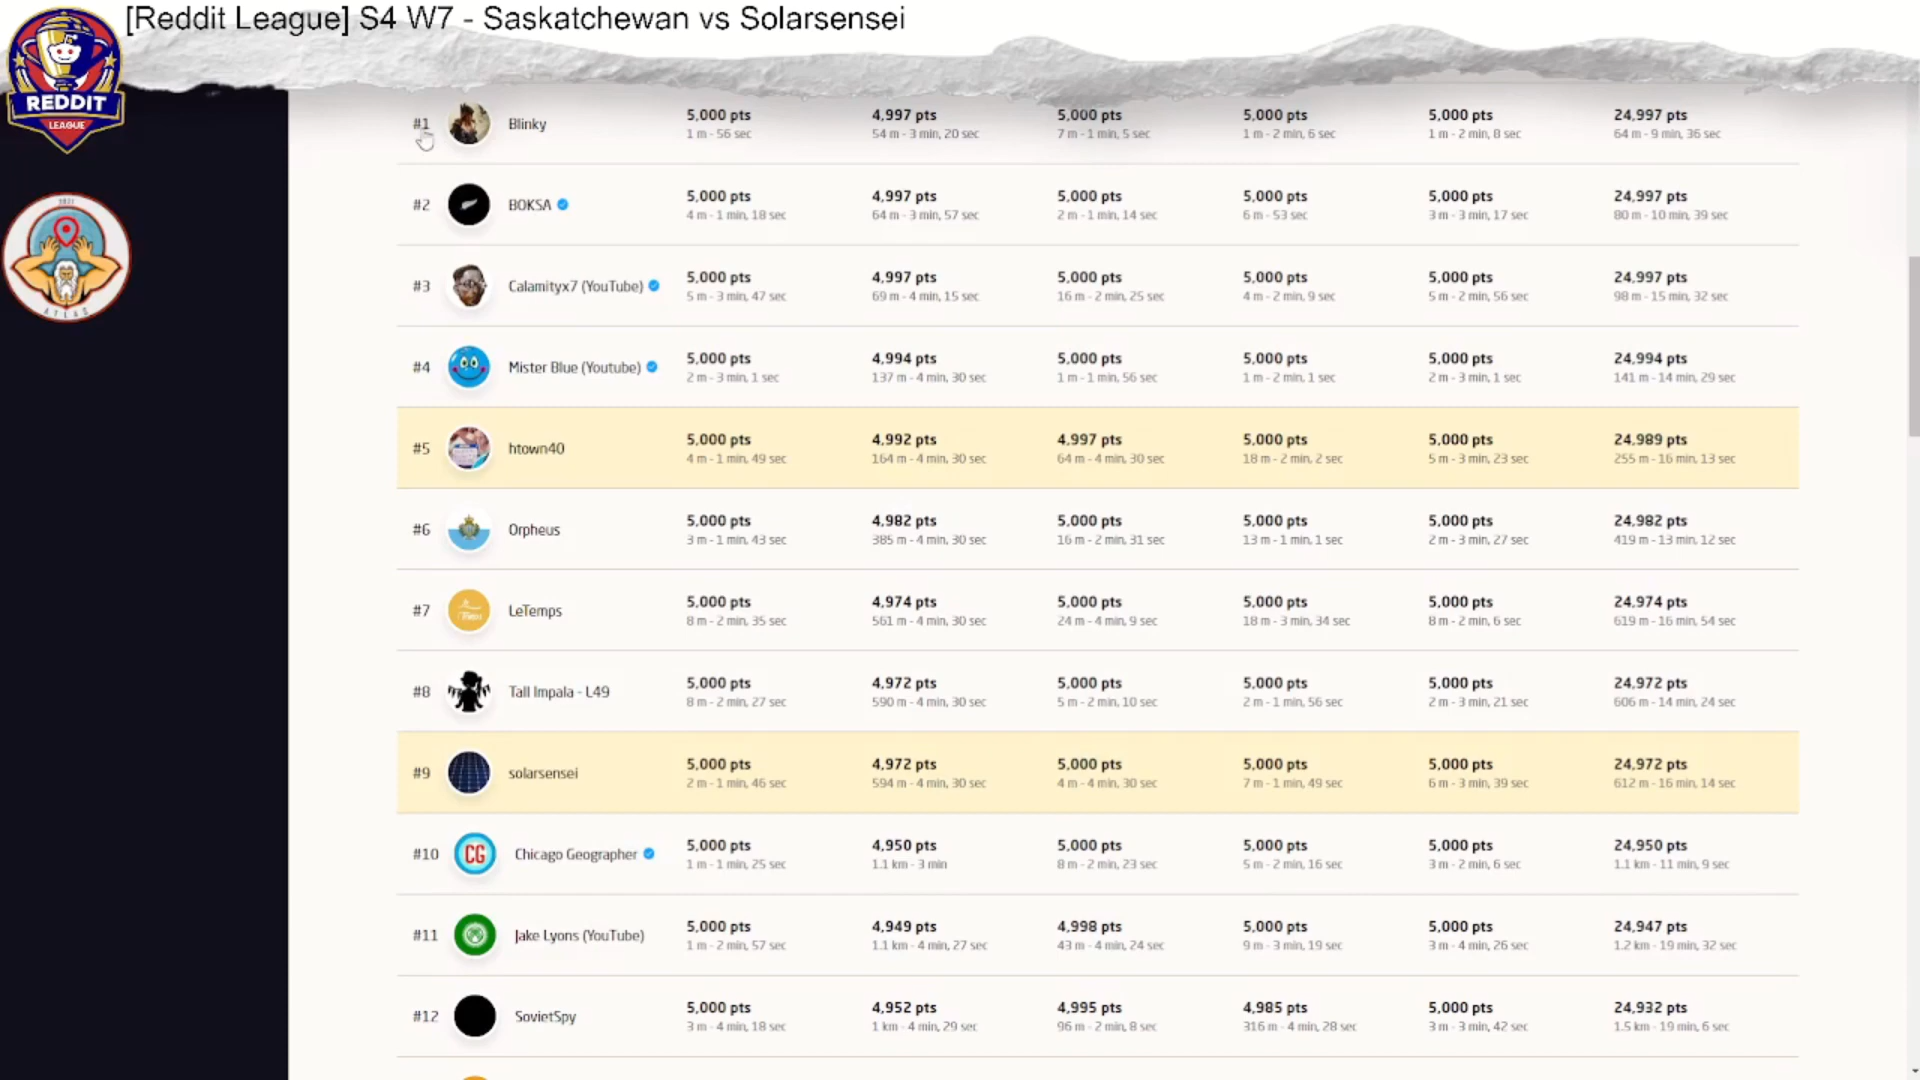 [Reddit League] S4 W7 - Saskatchewan vs Solarsensei
REDDIT
LEAGUE
2021
ATLAS
#1 Blinky 5,000 pts 4,997 pts 5,000 pts 5,000 pts 5,000 pts 24,997 pts
1 m - 56 sec 54 m - 3 min, 20 sec 7 m - 1 min, 5 sec 1 m - 2 min, 6 sec 1 m - 2 min, 8 sec 64 m - 9 min, 36 sec
#2 BOKSA 5,000 pts 4,997 pts 5,000 pts 5,000 pts 5,000 pts 24,997 pts
4 m - 1 min, 18 sec 64 m - 3 min, 57 sec 2 m - 1 min, 14 sec 6 m - 53 sec 3 m - 3 min, 17 sec 80 m - 10 min, 39 sec
#3 Calamityx7 (YouTube) 5,000 pts 4,997 pts 5,000 pts 5,000 pts 5,000 pts 24,997 pts
5 m - 3 min, 47 sec 69 m - 4 min, 15 sec 16 m - 2 min, 25 sec 4 m - 2 min, 9 sec 5 m - 2 min, 56 sec 98 m - 15 min, 32 sec
#4 Mister Blue (Youtube) 5,000 pts 4,994 pts 5,000 pts 5,000 pts 5,000 pts 24,994 pts
2 m - 3 min, 1 sec 137 m - 4 min, 30 sec 1 m - 1 min, 56 sec 1 m - 2 min, 1 sec 2 m - 3 min, 1 sec 141 m - 14 min, 29 sec
#5 htown40 5,000 pts 4,992 pts 4,997 pts 5,000 pts 5,000 pts 24,989 pts
4 m - 1 min, 49 sec 164 m - 4 min, 30 sec 64 m - 4 min, 30 sec 18 m - 2 min, 2 sec 5 m - 3 min, 23 sec 255 m - 16 min, 13 sec
#6 Orpheus 5,000 pts 4,982 pts 5,000 pts 5,000 pts 5,000 pts 24,982 pts
3 m - 1 min, 43 sec 385 m - 4 min, 30 sec 16 m - 2 min, 31 sec 13 m - 1 min, 1 sec 2 m - 3 min, 27 sec 419 m - 13 min, 12 sec
#7 LeTemps 5,000 pts 4,974 pts 5,000 pts 5,000 pts 5,000 pts 24,974 pts
8 m - 2 min, 35 sec 561 m - 4 min, 30 sec 24 m - 4 min, 9 sec 18 m - 3 min, 34 sec 8 m - 2 min, 6 sec 619 m - 16 min, 54 sec
#8 Tall Impala - L49 5,000 pts 4,972 pts 5,000 pts 5,000 pts 5,000 pts 24,972 pts
8 m - 2 min, 27 sec 590 m - 4 min, 30 sec 5 m - 2 min, 10 sec 2 m - 1 min, 56 sec 2 m - 3 min, 21 sec 606 m - 14 min, 24 sec
#9 solarsensei 5,000 pts 4,972 pts 5,000 pts 5,000 pts 5,000 pts 24,972 pts
2 m - 1 min, 46 sec 594 m - 4 min, 30 sec 4 m - 4 min, 30 sec 7 m - 1 min, 49 sec 6 m - 3 min, 39 sec 612 m - 16 min, 14 sec
#10 CG Chicago Geographer 5,000 pts 4,950 pts 5,000 pts 5,000 pts 5,000 pts 24,950 pts
1 m - 1 min, 25 sec 1.1 km - 3 min 8 m - 2 min, 23 sec 5 m - 2 min, 16 sec 3 m - 2 min, 6 sec 1.1 km - 11 min, 9 sec
#11 Jake Lyons (YouTube) 5,000 pts 4,949 pts 4,998 pts 5,000 pts 5,000 pts 24,947 pts
1 m - 2 min, 57 sec 1.1 km - 4 min, 27 sec 43 m - 4 min, 24 sec 9 m - 3 min, 19 sec 3 m - 4 min, 26 sec 1.2 km - 19 min, 32 sec
#12 SovietSpy 5,000 pts 4,952 pts 4,995 pts 4,985 pts 5,000 pts 24,932 pts
3 m - 4 min, 18 sec 1 km - 4 min, 29 sec 96 m - 2 min, 8 sec 316 m - 4 min, 28 sec 3 m - 3 min, 42 sec 1.5 km - 19 min, 6 sec